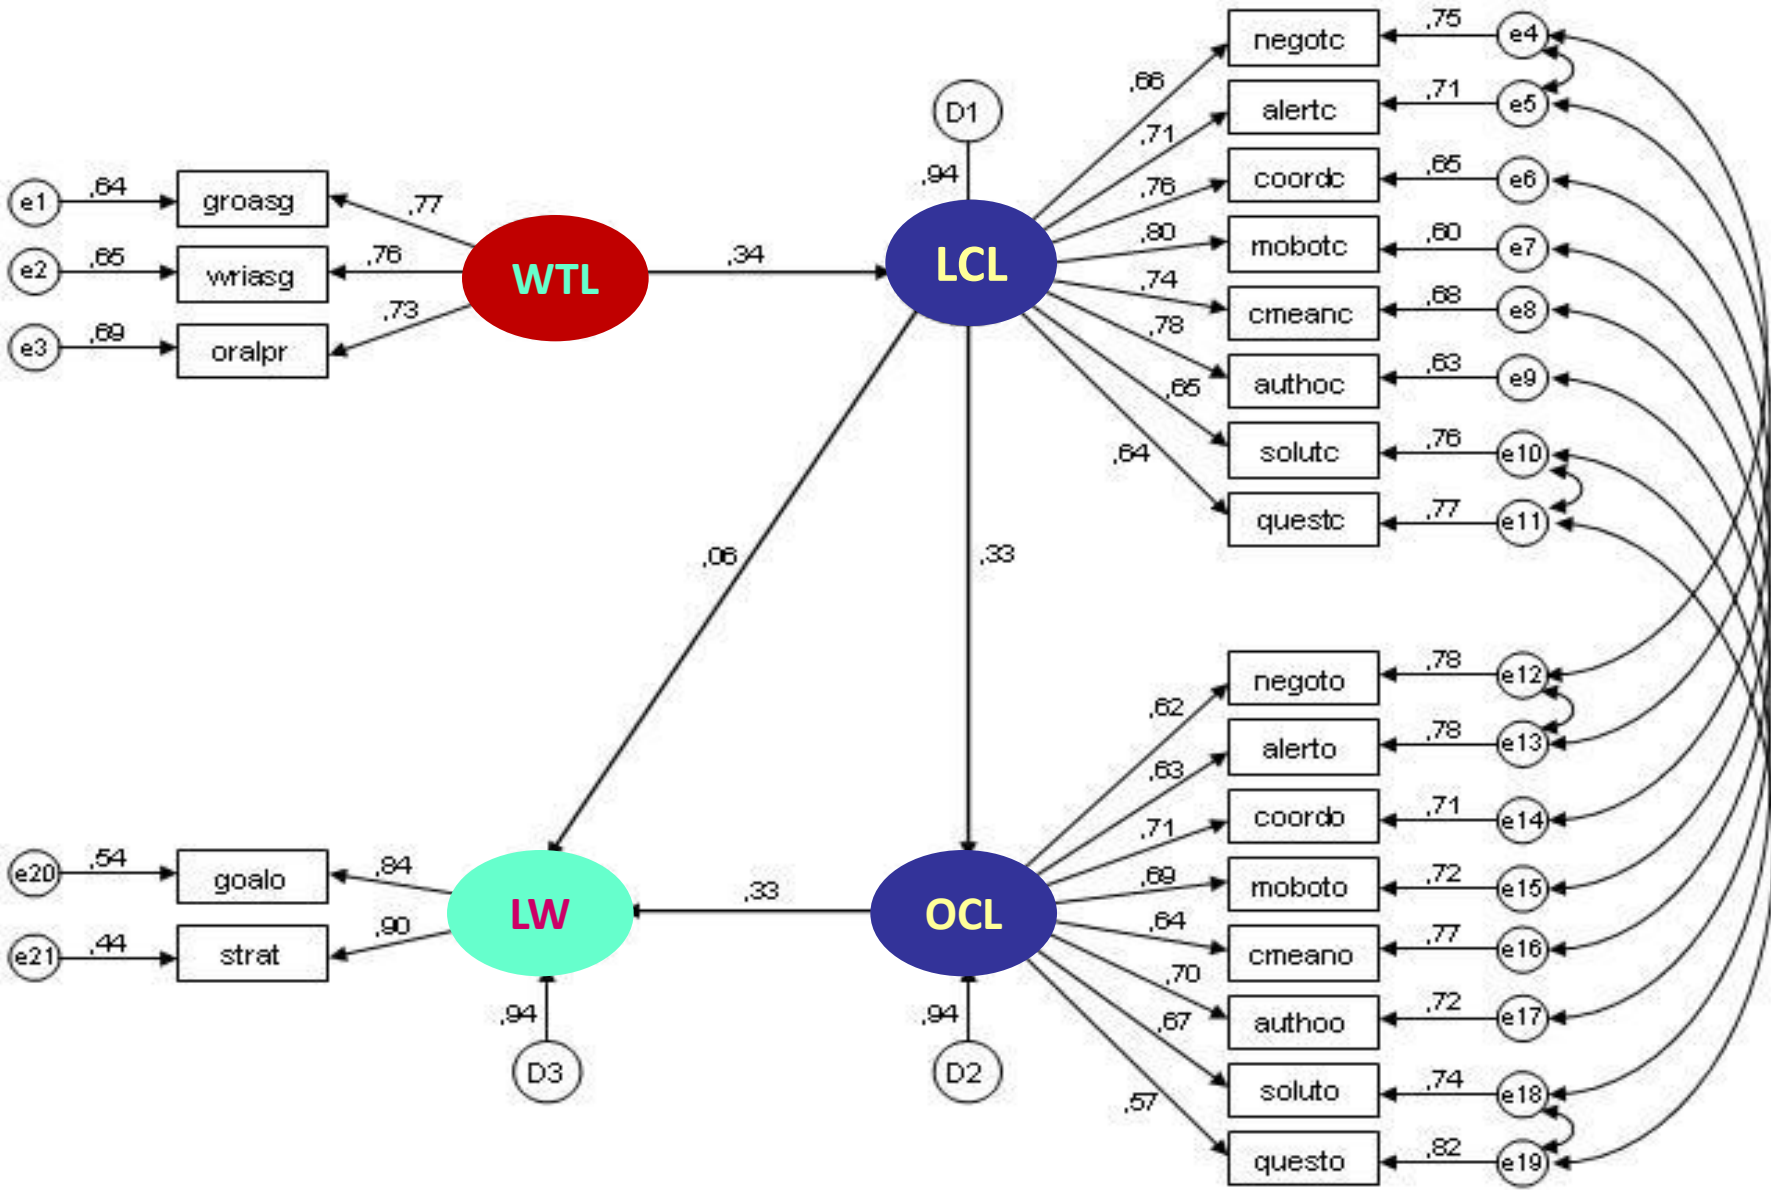 negotc
,75
e4
,66
alertc
,71
e5
D1
,71
coordc
,65
e6
,94
,76
e1
,64
groasg
,77
mobotc
,60
e7
,80
e2
,65
wriasg
,76
WTL
,34
LCL
cmeanc
,68
e8
,74
e3
,69
oralpr
,73
authoc
,63
e9
,78
solutc
,76
e10
,65
questc
,77
e11
,64
,06
,33
negoto
,78
e12
,62
alerto
,78
e13
,63
coordo
,71
e14
,71
e20
,54
goalo
,84
moboto
,72
e15
,69
LW
,33
OCL
e21
,44
strat
,90
cmeano
,77
e16
,64
authoo
,72
e17
,70
,94
D3
,94
D2
soluto
,74
e18
,67
questo
,82
e19
,57